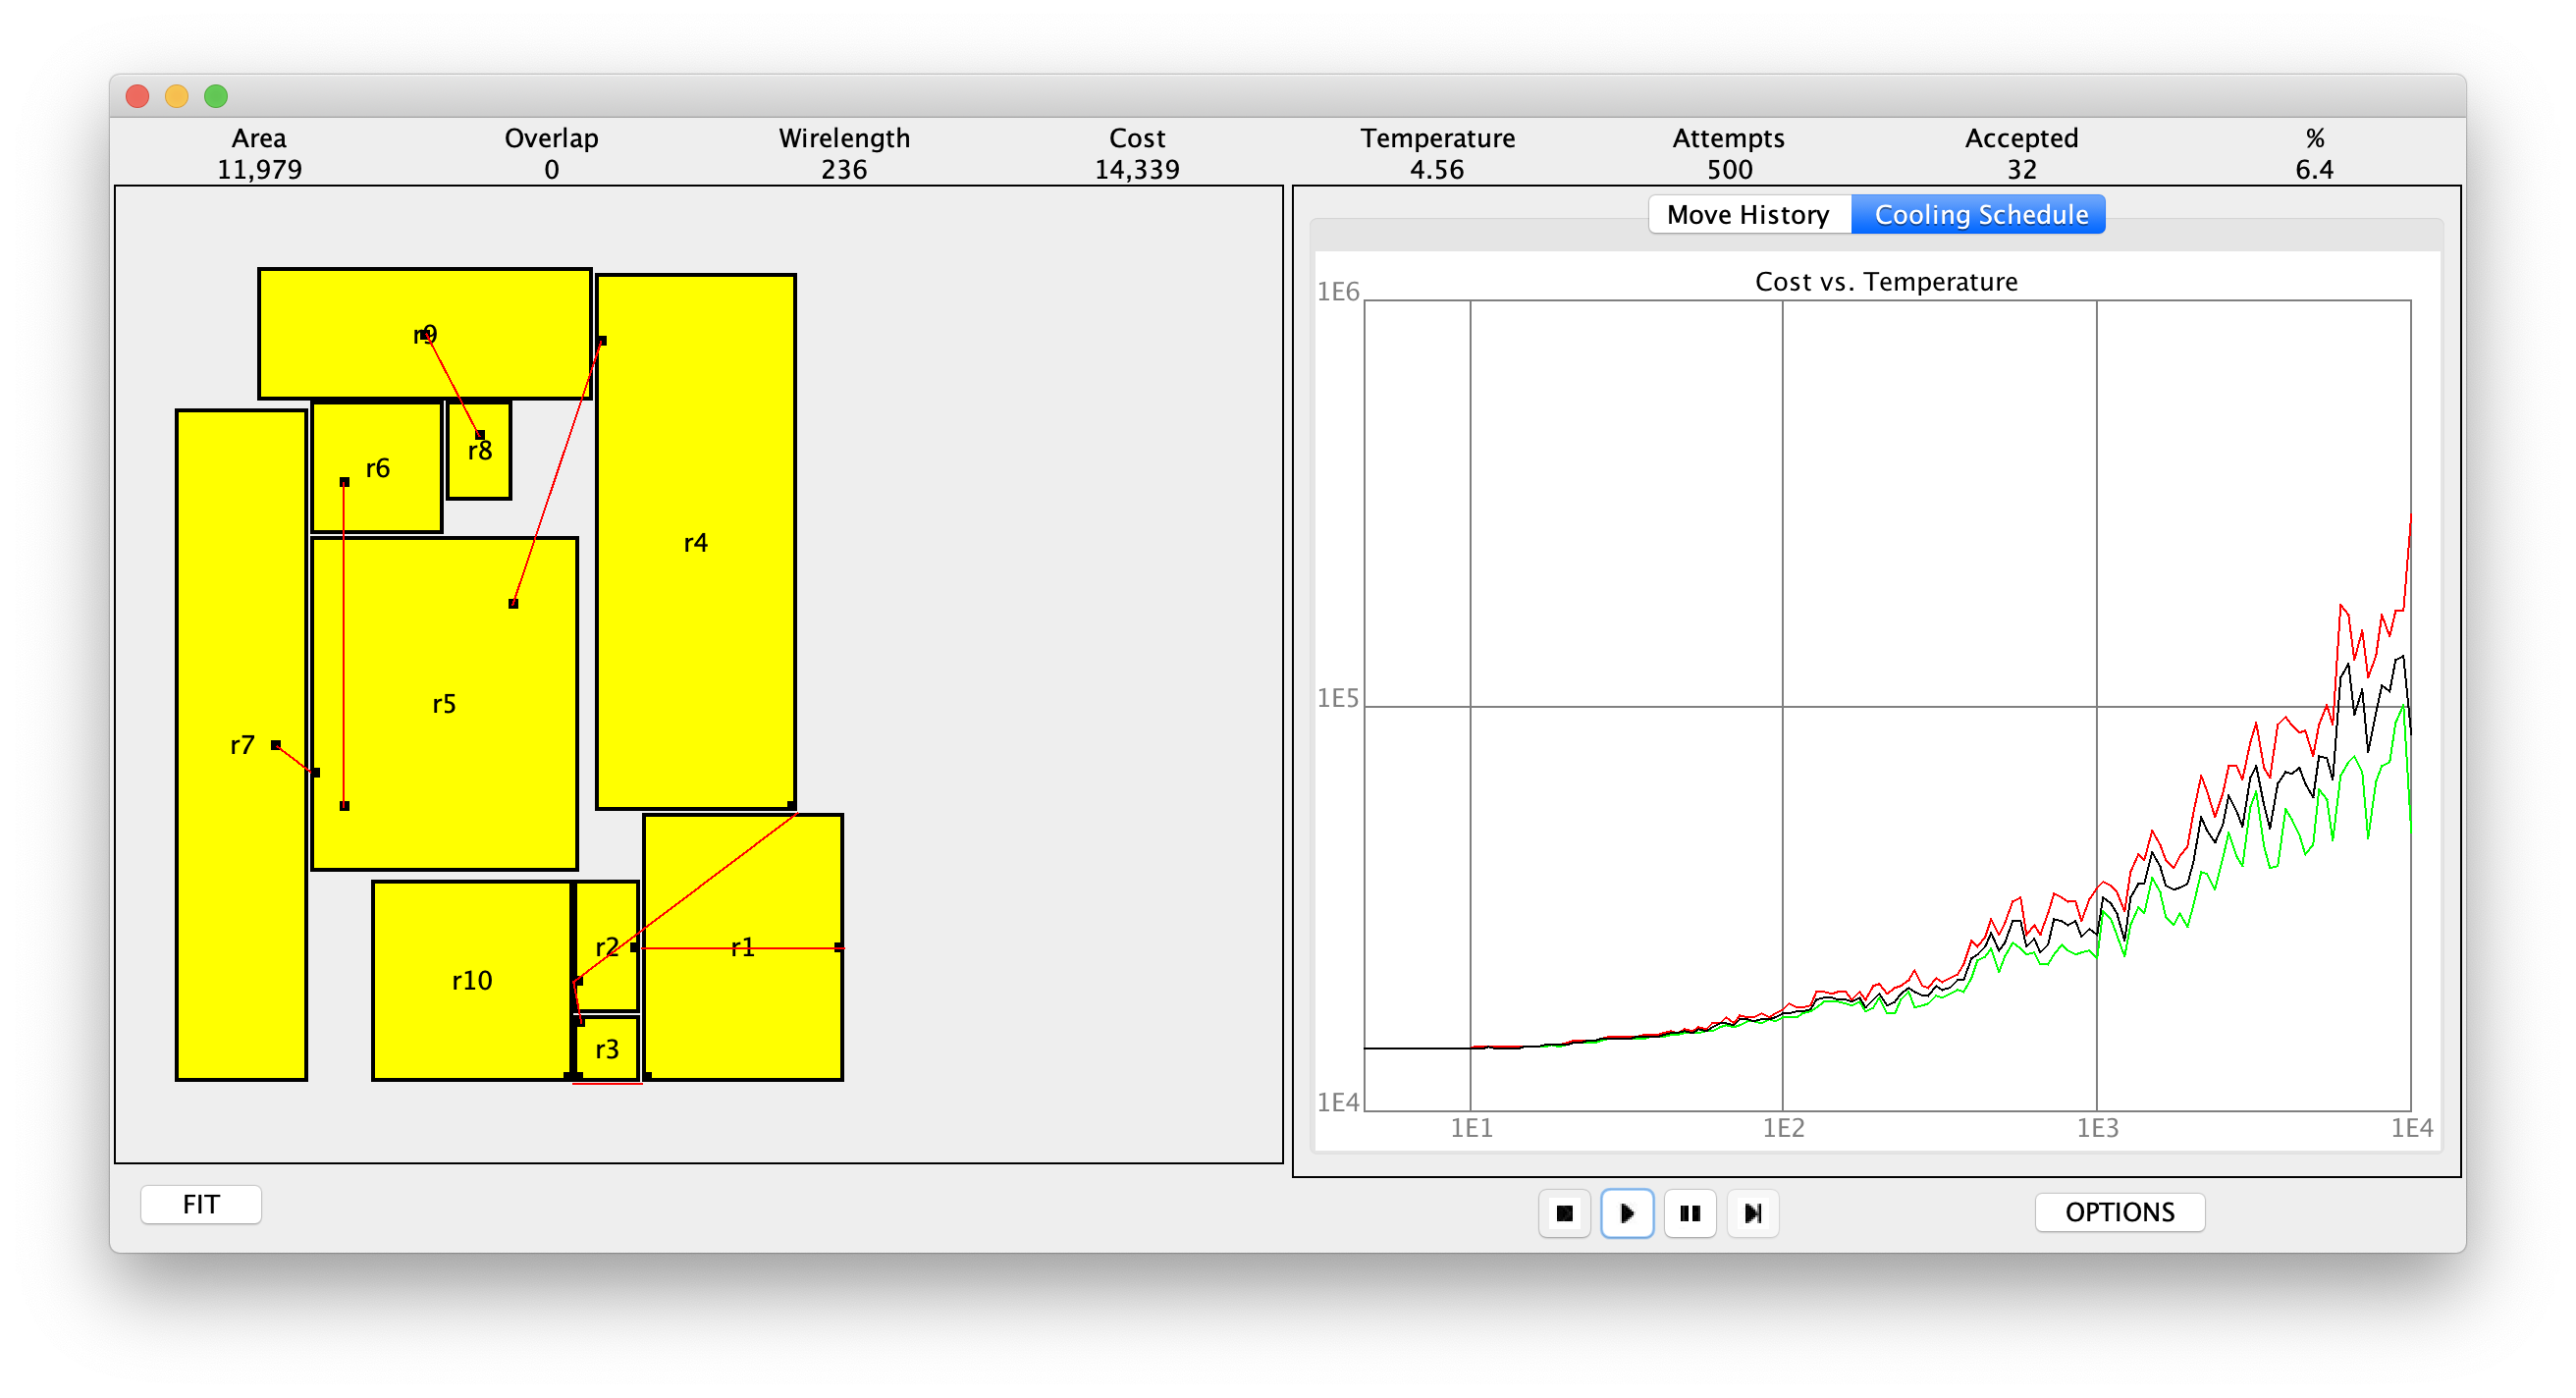 Area Overlap Wirelength Cost Temperature Attempts Accepted %
11,979 0 236 14,339 4.56 500 32 6.4
r9
r8
r6
r4
r5
r7
r2 r1
r10
r3
Move History Cooling Schedule
Cost vs. Temperature
1E6
1E5
1E4
1E1 1E2 1E3 1E4
FIT
OPTIONS